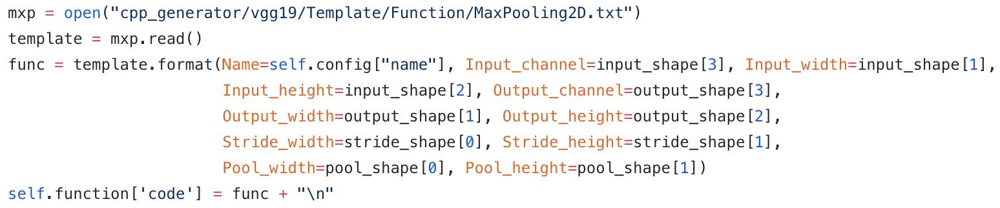 mxp = open("cpp_generator/vgg19/Template/Function/MaxPooling2D.txt")
template = mxp.read()
func = template.format(Name=self.config["name"], Input_channel=input_shape[3], Input_width=input_shape[1],
                       Input_height=input_shape[2], Output_channel=output_shape[3],
                       Output_width=output_shape[1], Output_height=output_shape[2],
                       Stride_width=stride_shape[0], Stride_height=stride_shape[1],
                       Pool_width=pool_shape[0], Pool_height=pool_shape[1])
self.function['code'] = func + "\n"